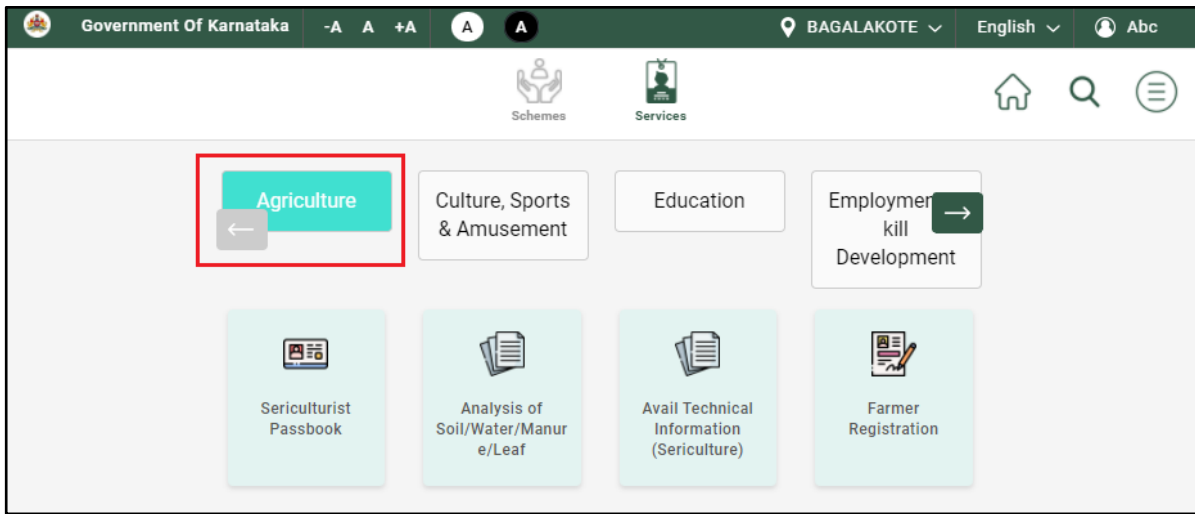 Government Of Karnataka -A A +A A A BAGALAKOTE English Abc
Schemes Services
Agriculture
Culture, Sports
& Amusement
Education
Employmen
kill
Development
Sericulturist
Passbook
Analysis of
Soil/Water/Manur
e/Leaf
Avail Technical
Information
(Sericulture)
Farmer
Registration